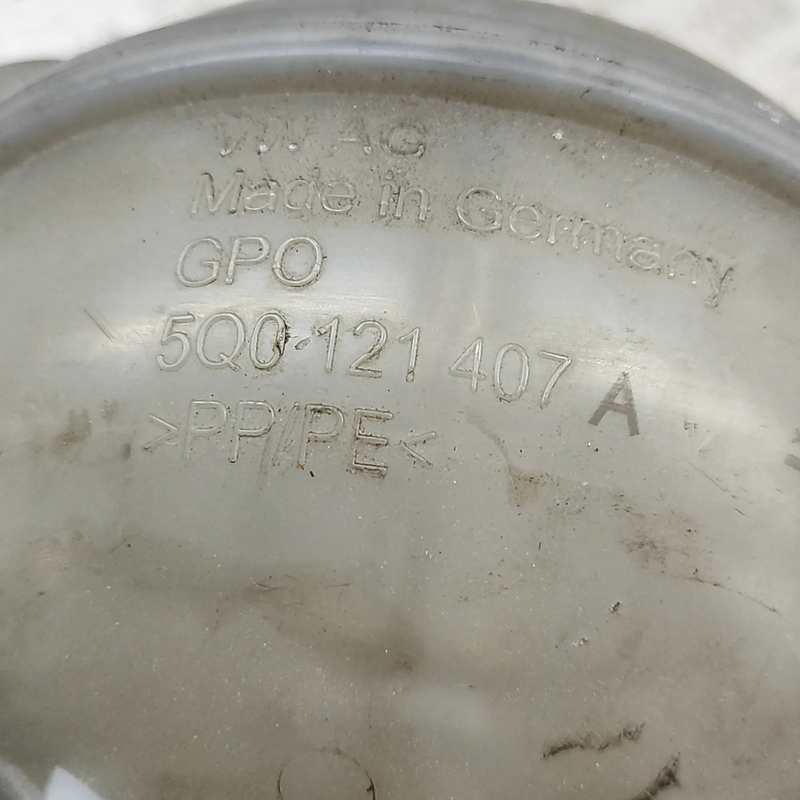 VW AG
Made in Germany
GPO
5Q0 121 407 A
>PP/PE<